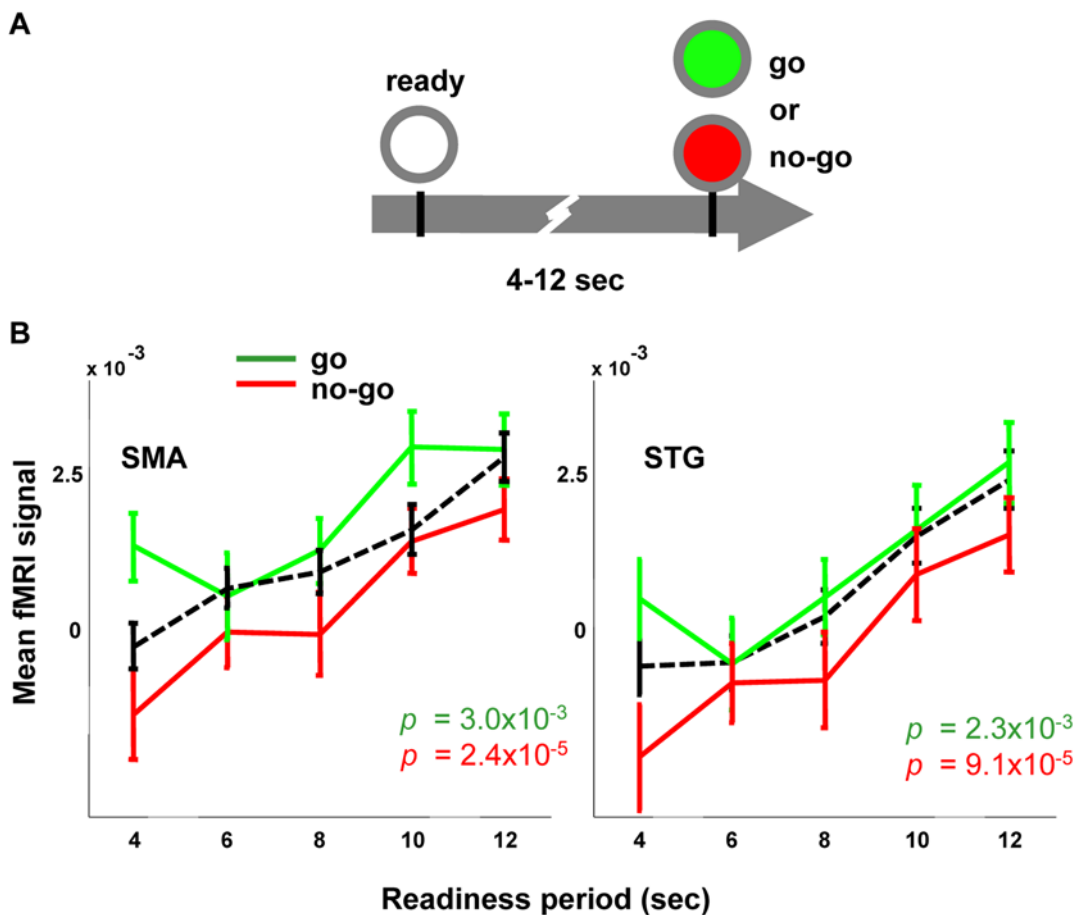 A
ready
go
or
no-go
4-12 sec
B
x 10⁻³
go
no-go
x 10⁻³
SMA
STG
Mean fMRI signal
2.5
0
2.5
0
p = 3.0x10⁻³
p = 2.4x10⁻⁵
p = 2.3x10⁻³
p = 9.1x10⁻⁵
4 6 8 10 12
4 6 8 10 12
Readiness period (sec)